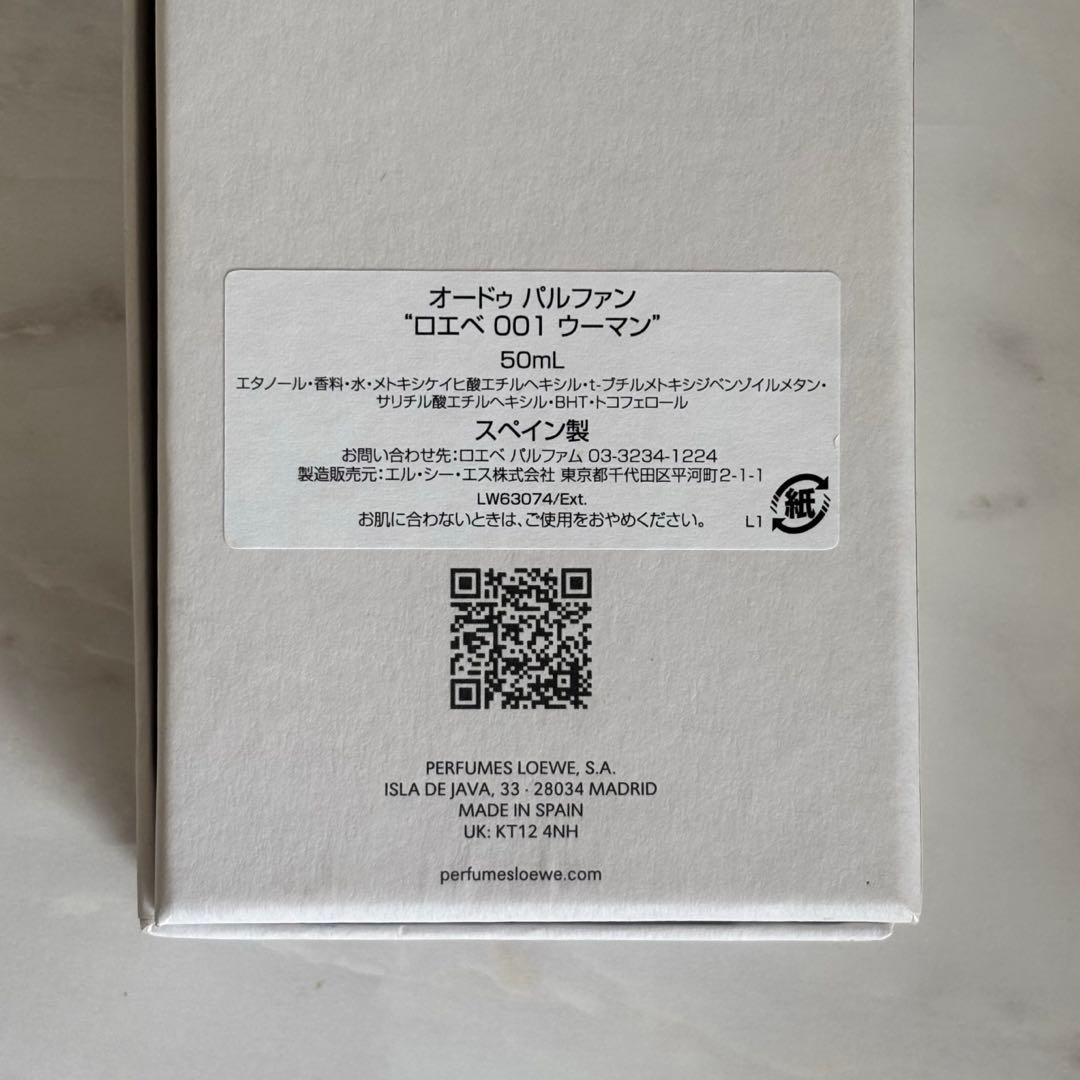 オードゥ パルファン
“ロエベ 001 ウーマン”
50mL
エタノール・香料・水・メトキシケイヒ酸エチルヘキシル・t-ブチルメトキシジベンゾイルメタン・
サリチル酸エチルヘキシル・BHT・トコフェロール
スペイン製
お問い合わせ先：ロエベ パルファム 03-3234-1224
製造販売元：エル・シー・エス株式会社 東京都千代田区平河町2-1-1
LW63074/Ext.
お肌に合わないときは、ご使用をおやめください。
L1
紙
PERFUMES LOEWE, S.A.
ISLA DE JAVA, 33 · 28034 MADRID
MADE IN SPAIN
UK: KT12 4NH
perfumesloewe.com